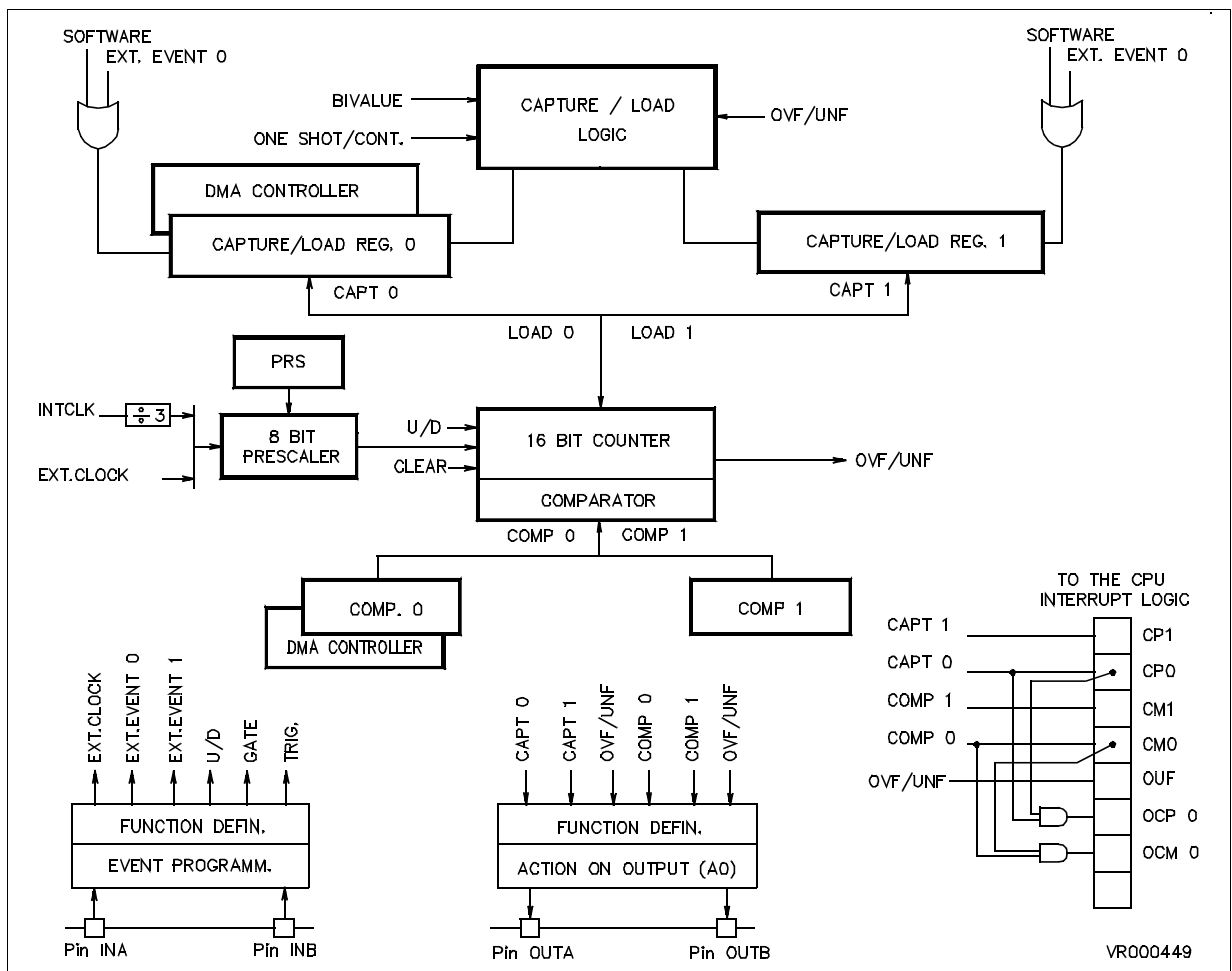 SOFTWARE
EXT. EVENT 0
SOFTWARE
EXT. EVENT 0
BIVALUE
ONE SHOT/CONT.
CAPTURE / LOAD
LOGIC
OVF/UNF
DMA CONTROLLER
CAPTURE/LOAD REG. 0
CAPTURE/LOAD REG. 1
CAPT 0
CAPT 1
LOAD 0
LOAD 1
PRS
INTCLK
÷ 3
8 BIT
PRESCALER
EXT.CLOCK
U/D
CLEAR
16 BIT COUNTER
COMPARATOR
OVF/UNF
COMP 0
COMP 1
COMP. 0
DMA CONTROLLER
COMP 1
TO THE CPU
INTERRUPT LOGIC
CAPT 1
CP1
CAPT 0
CP0
COMP 1
CM1
COMP 0
CM0
OVF/UNF
OUF
OCP 0
OCM 0
EXT.CLOCK
EXT.EVENT 0
EXT.EVENT 1
U/D
GATE
TRIG.
FUNCTION DEFIN.
EVENT PROGRAMM.
Pin INA
Pin INB
CAPT 0
CAPT 1
OVF/UNF
COMP 0
COMP 1
OVF/UNF
FUNCTION DEFIN.
ACTION ON OUTPUT (AO)
Pin OUTA
Pin OUTB
VR000449